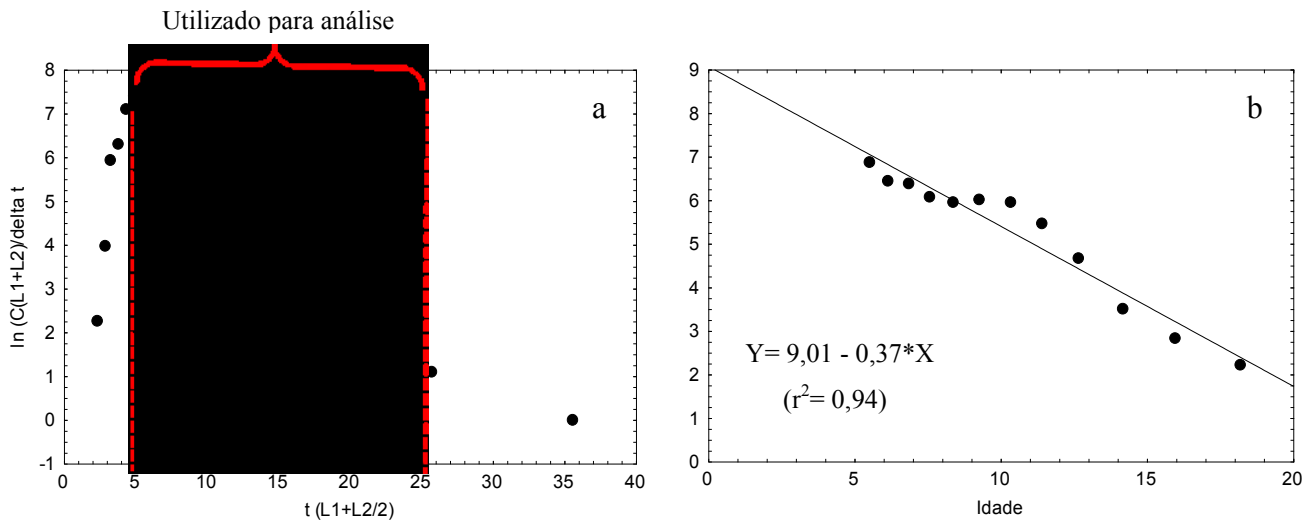 Utilizado para análise
8
7
6
5
4
3
2
1
0
-1
ln (C(L1+L2)/delta t
0 5 10 15 20 25 30 35 40
t (L1+L2/2)
a
9
8
7
6
5
4
3
2
1
0
b
Y= 9,01 - 0,37*X
(r²= 0,94)
0 5 10 15 20
Idade